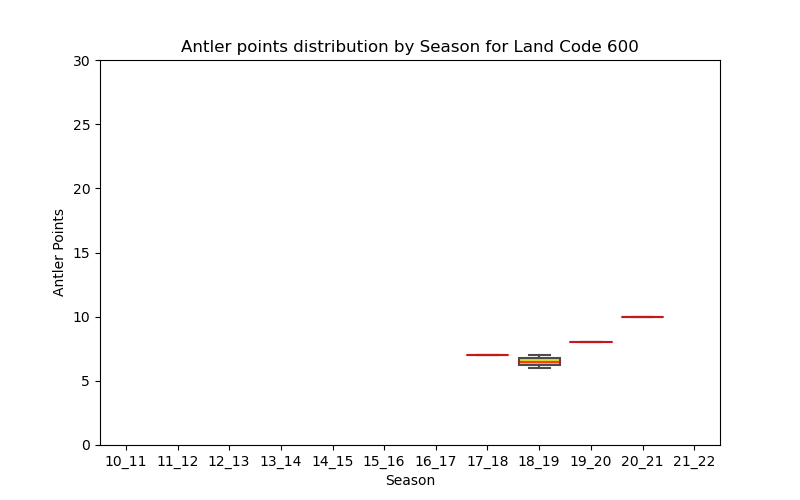 Antler points distribution by Season for Land Code 600
30
25
20
15
10
5
0
Antler Points
10_11 11_12 12_13 13_14 14_15 15_16 16_17 17_18 18_19 19_20 20_21 21_22
Season